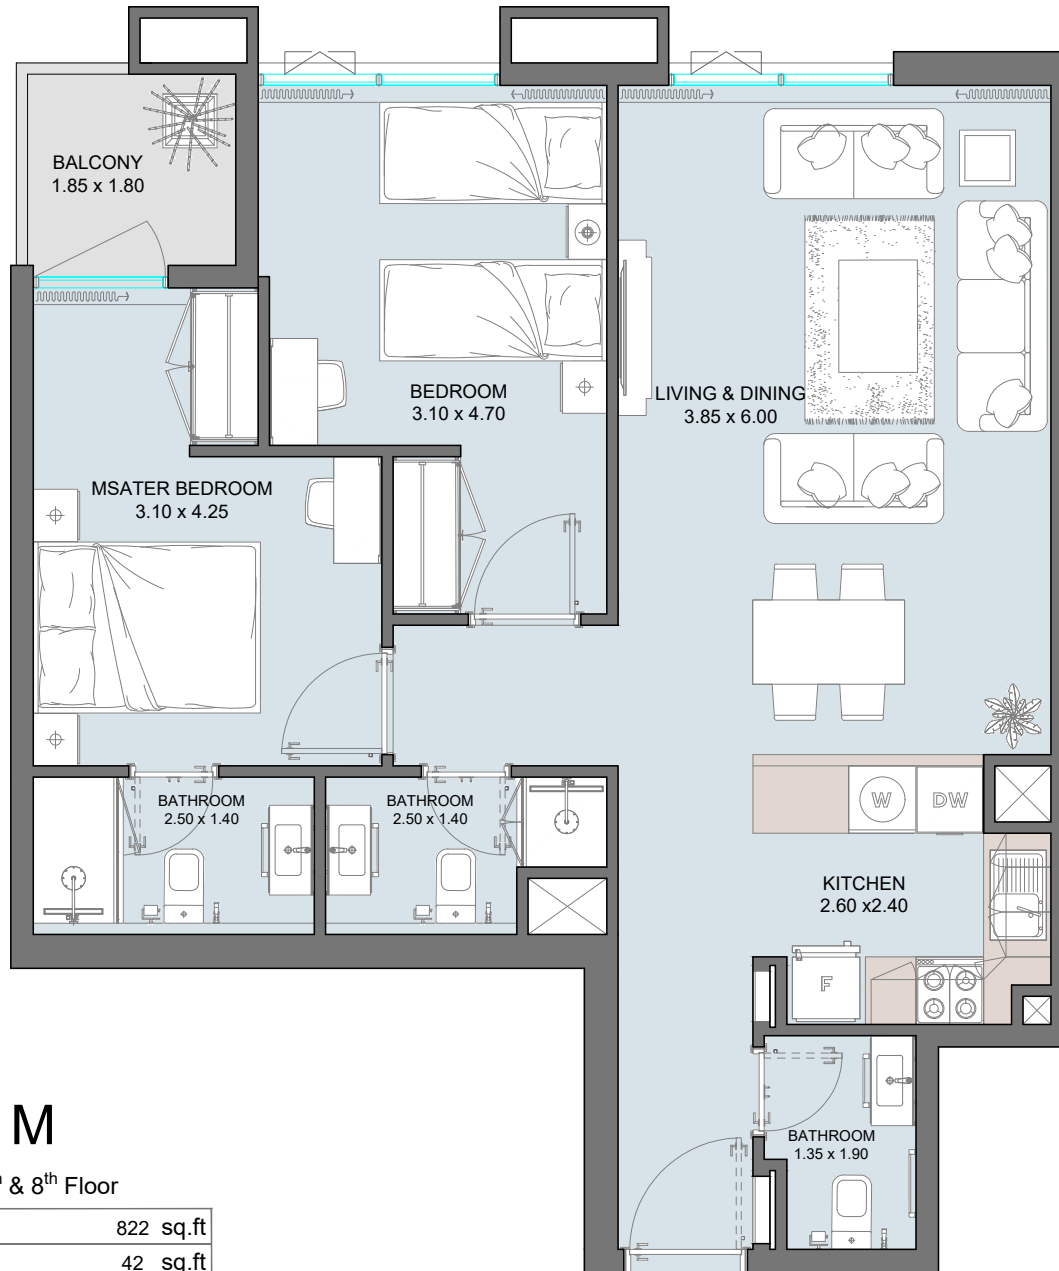 BALCONY
1.85 x 1.80
BEDROOM
3.10 x 4.70
LIVING & DINING
3.85 x 6.00
MSATER BEDROOM
3.10 x 4.25
BATHROOM
2.50 x 1.40
BATHROOM
2.50 x 1.40
W
DW
KITCHEN
2.60 x2.40
F
BATHROOM
1.35 x 1.90
M
& 8th Floor
822 sq.ft
42 sq.ft